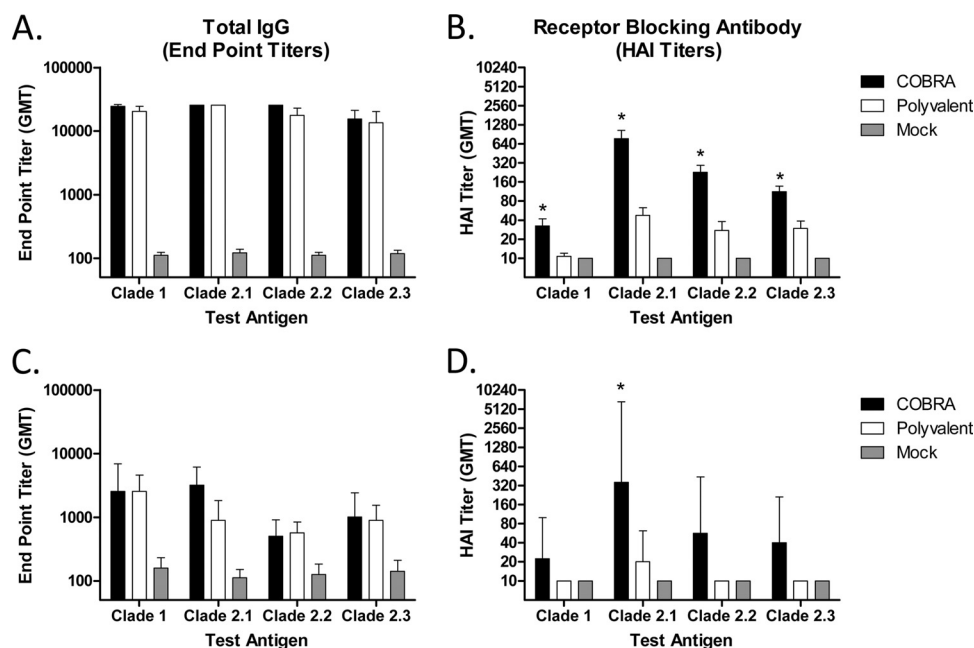 A.
Total IgG
(End Point Titers)
End Point Titer (GMT)
100000
10000
1000
100
Clade 1 Clade 2.1 Clade 2.2 Clade 2.3
Test Antigen
B.
Receptor Blocking Antibody
(HAI Titers)
HAI Titer (GMT)
10240
5120
2560
1280
640
320
160
80
40
20
10
* * * *
Clade 1 Clade 2.1 Clade 2.2 Clade 2.3
Test Antigen
COBRA
Polyvalent
Mock
C.
End Point Titer (GMT)
100000
10000
1000
100
Clade 1 Clade 2.1 Clade 2.2 Clade 2.3
Test Antigen
D.
HAI Titer (GMT)
10240
5120
2560
1280
640
320
160
80
40
20
10
*
Clade 1 Clade 2.1 Clade 2.2 Clade 2.3
Test Antigen
COBRA
Polyvalent
Mock